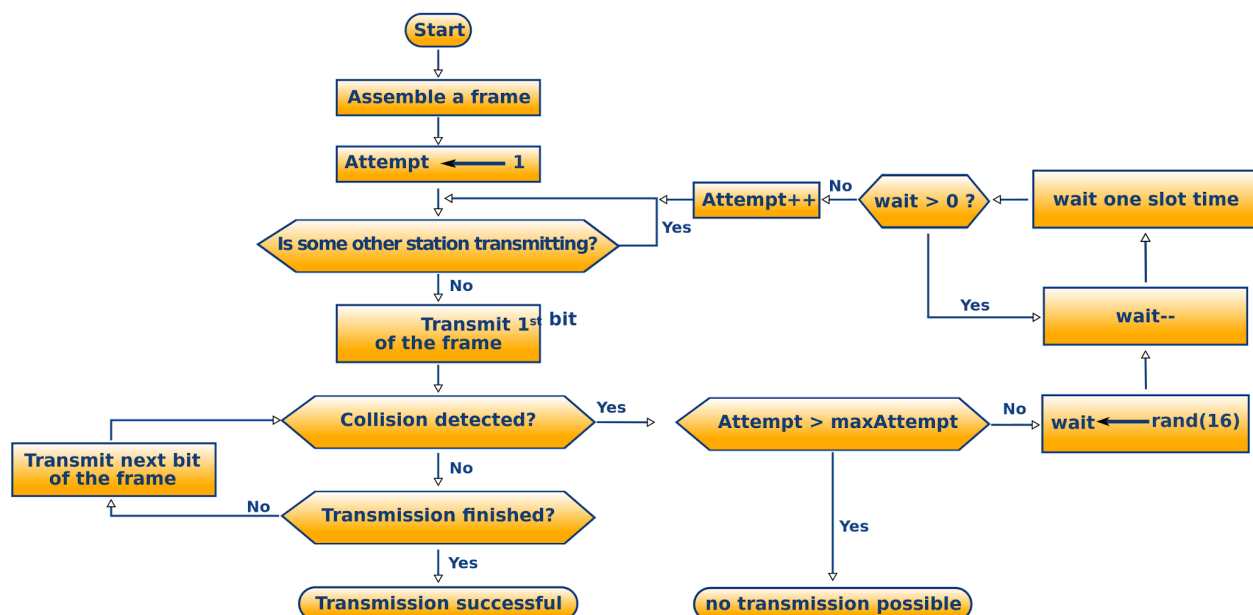 Start
Assemble a frame
Attempt 1
Is some other station transmitting?
Yes
No
Transmit 1st bit
of the frame
Collision detected?
Yes
No
Transmit next bit
of the frame
No
Transmission finished?
Yes
Transmission successful
Attempt++
No
wait > 0 ?
wait one slot time
Yes
wait--
Attempt > maxAttempt
No
wait rand(16)
Yes
no transmission possible